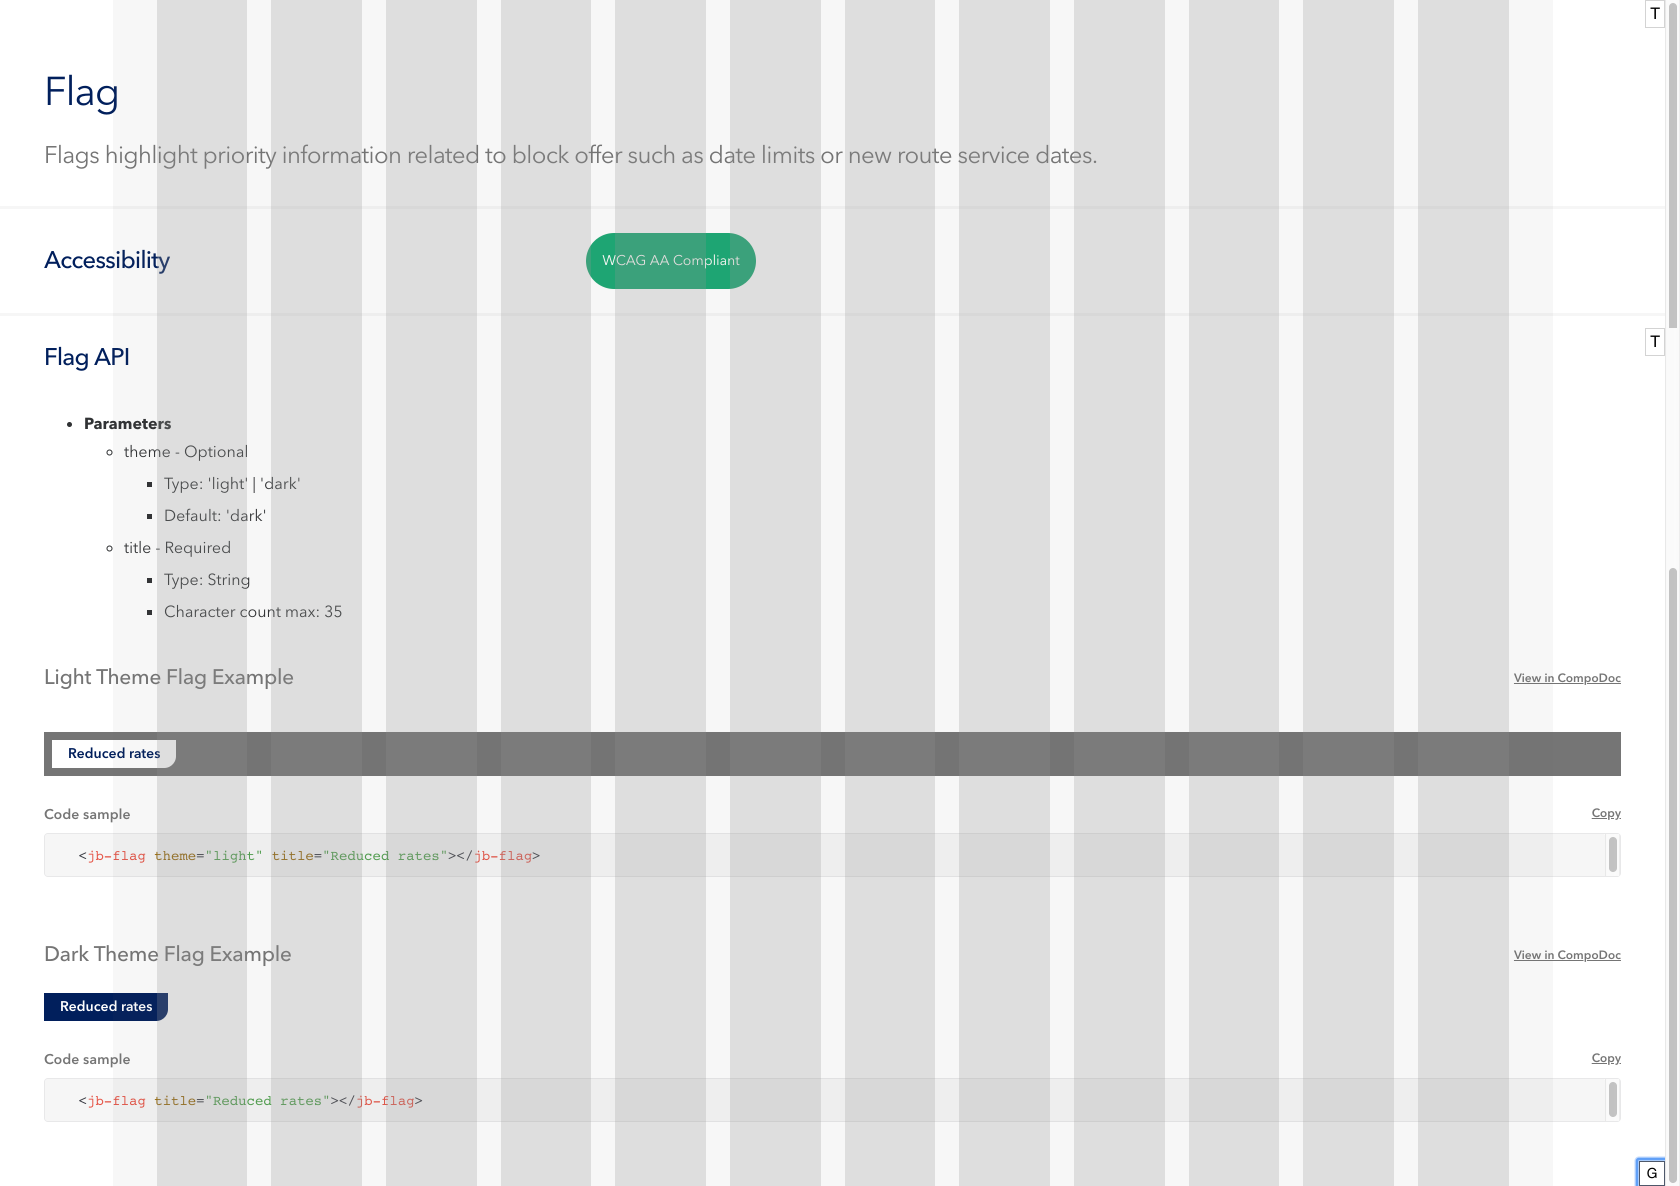 T
Flag
Flags highlight priority information related to block offer such as date limits or new route service dates.
Accessibility
WCAG AA Compliant
Flag API
T
Parameters
theme - Optional
Type: 'light' | 'dark'
Default: 'dark'
title - Required
Type: String
Character count max: 35
Light Theme Flag Example
View in CompoDoc
Reduced rates
Code sample
Copy
<jb-flag theme="light" title="Reduced rates"></jb-flag>
Dark Theme Flag Example
View in CompoDoc
Reduced rates
Code sample
Copy
<jb-flag title="Reduced rates"></jb-flag>
G